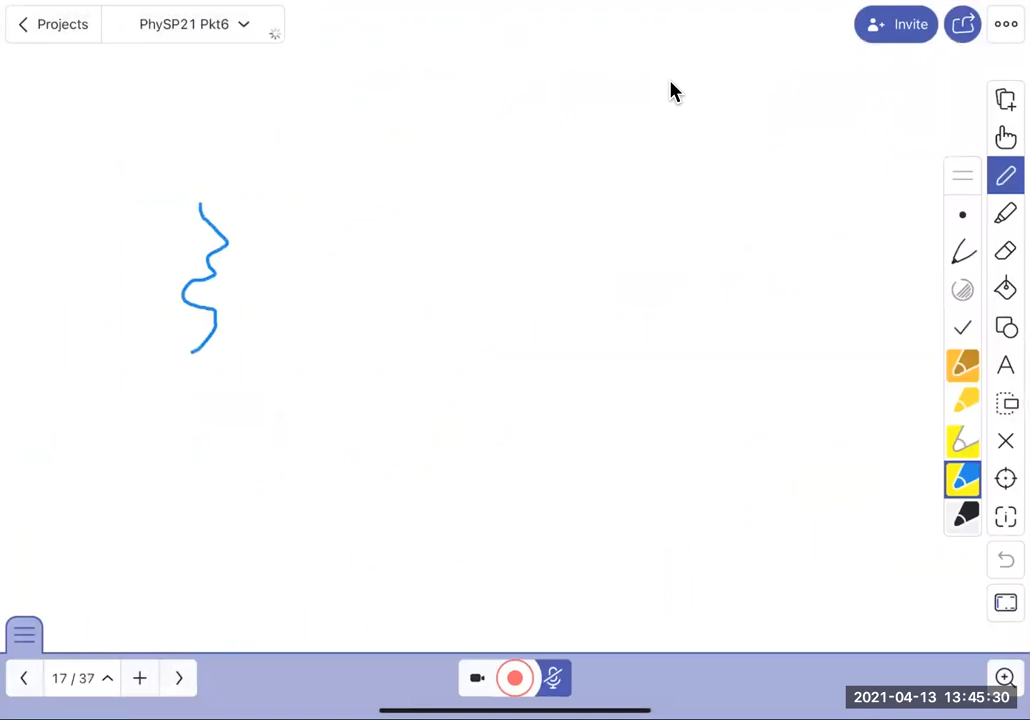 Projects
PhySP21 Pkt6
Invite
A
17 / 37
2021-04-13 13:45:30